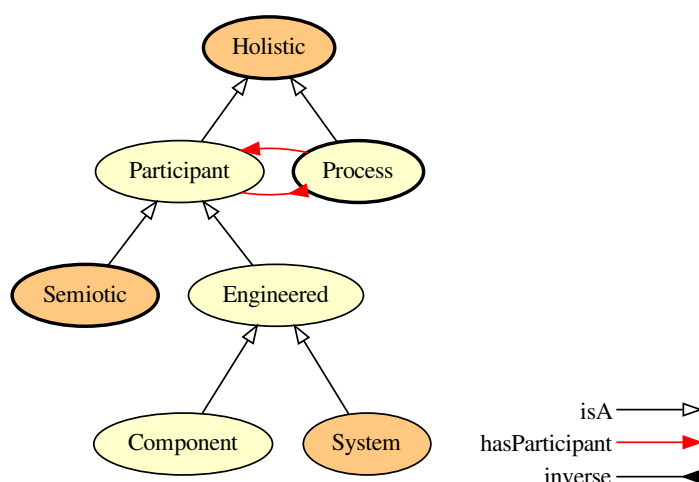 Holistic
Participant
Process
Semiotic
Engineered
Component
System
isA
hasParticipant
inverse